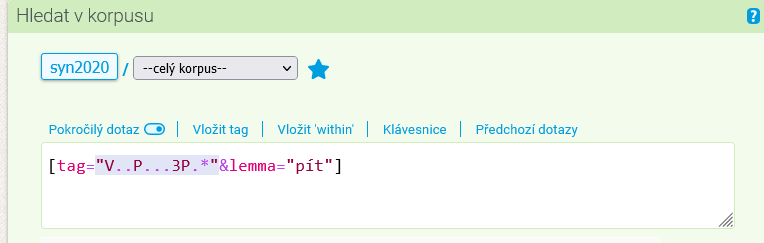 Hledat v korpusu
?
syn2020 / --celý korpus--
Pokročilý dotaz | Vložit tag | Vložit 'within' | Klávesnice | Předchozí dotazy
[tag="V..P...3P.*"&lemma="pít"]